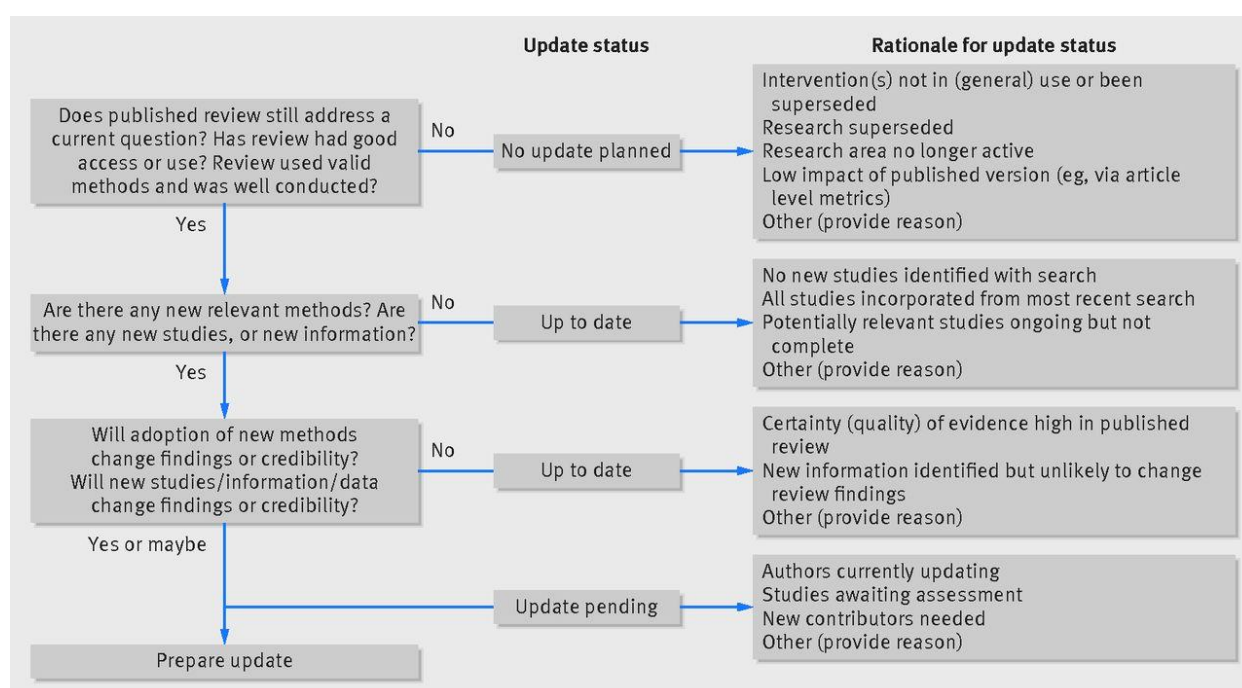 Update status
Rationale for update status
Does published review still address a
current question? Has review had good
access or use? Review used valid
methods and was well conducted?
No
No update planned
Intervention(s) not in (general) use or been
superseded
Research superseded
Research area no longer active
Low impact of published version (eg, via article
level metrics)
Other (provide reason)
Yes
Are there any new relevant methods? Are
there any new studies, or new information?
No
Up to date
No new studies identified with search
All studies incorporated from most recent search
Potentially relevant studies ongoing but not
complete
Other (provide reason)
Yes
Will adoption of new methods
change findings or credibility?
Will new studies/information/data
change findings or credibility?
No
Up to date
Certainty (quality) of evidence high in published
review
New information identified but unlikely to change
review findings
Other (provide reason)
Yes or maybe
Update pending
Authors currently updating
Studies awaiting assessment
New contributors needed
Other (provide reason)
Prepare update